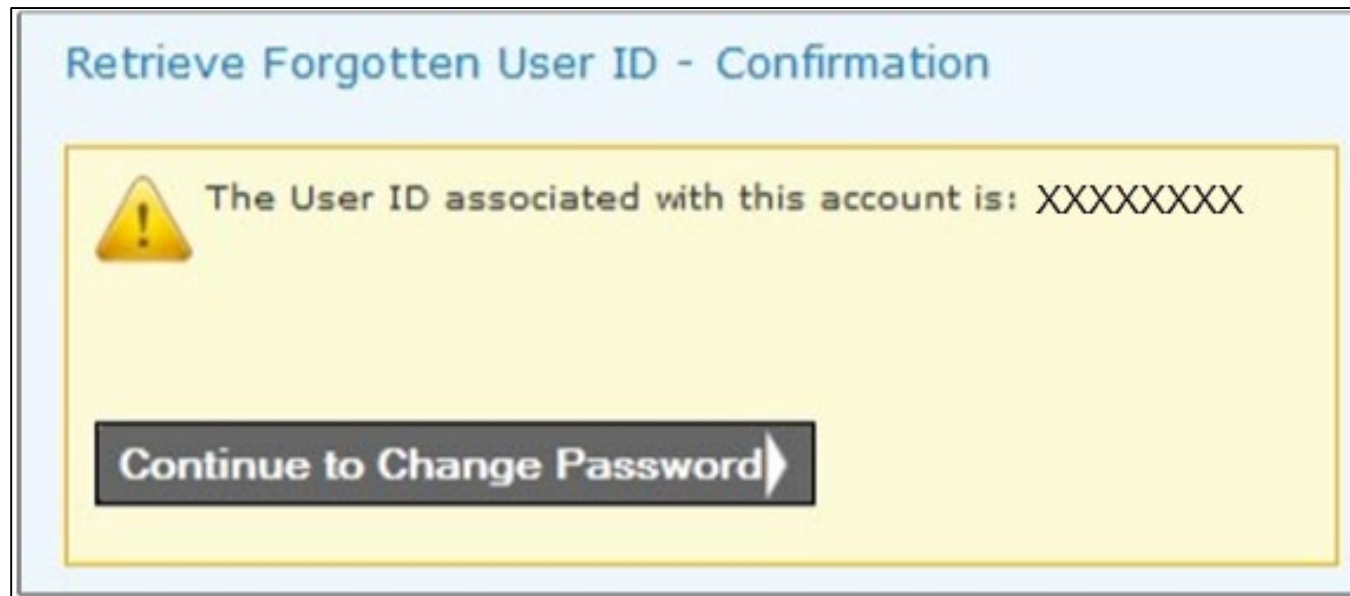 Retrieve Forgotten User ID - Confirmation
The User ID associated with this account is: XXXXXXXX
Continue to Change Password